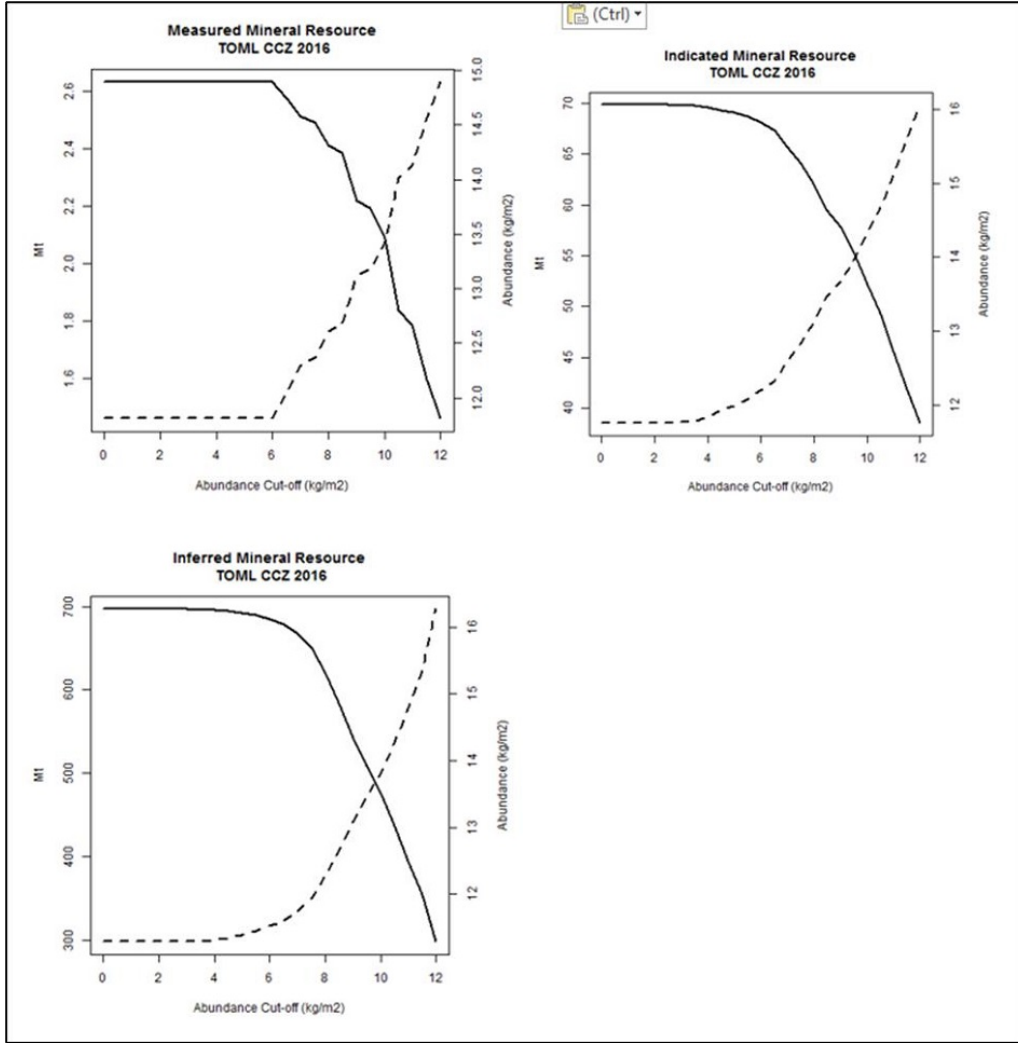 (Ctrl)
Measured Mineral Resource
TOML CCZ 2016
2.6
2.4
2.2
2.0
1.8
1.6
Mt
15.0
14.5
14.0
13.5
13.0
12.5
12.0
Abundance (kg/m2)
0 2 4 6 8 10 12
Abundance Cut-off (kg/m2)
Indicated Mineral Resource
TOML CCZ 2016
70
65
60
55
50
45
40
Mt
16
15
14
13
12
Abundance (kg/m2)
0 2 4 6 8 10 12
Abundance Cut-off (kg/m2)
Inferred Mineral Resource
TOML CCZ 2016
700
600
500
400
300
Mt
16
15
14
13
12
Abundance (kg/m2)
0 2 4 6 8 10 12
Abundance Cut-off (kg/m2)